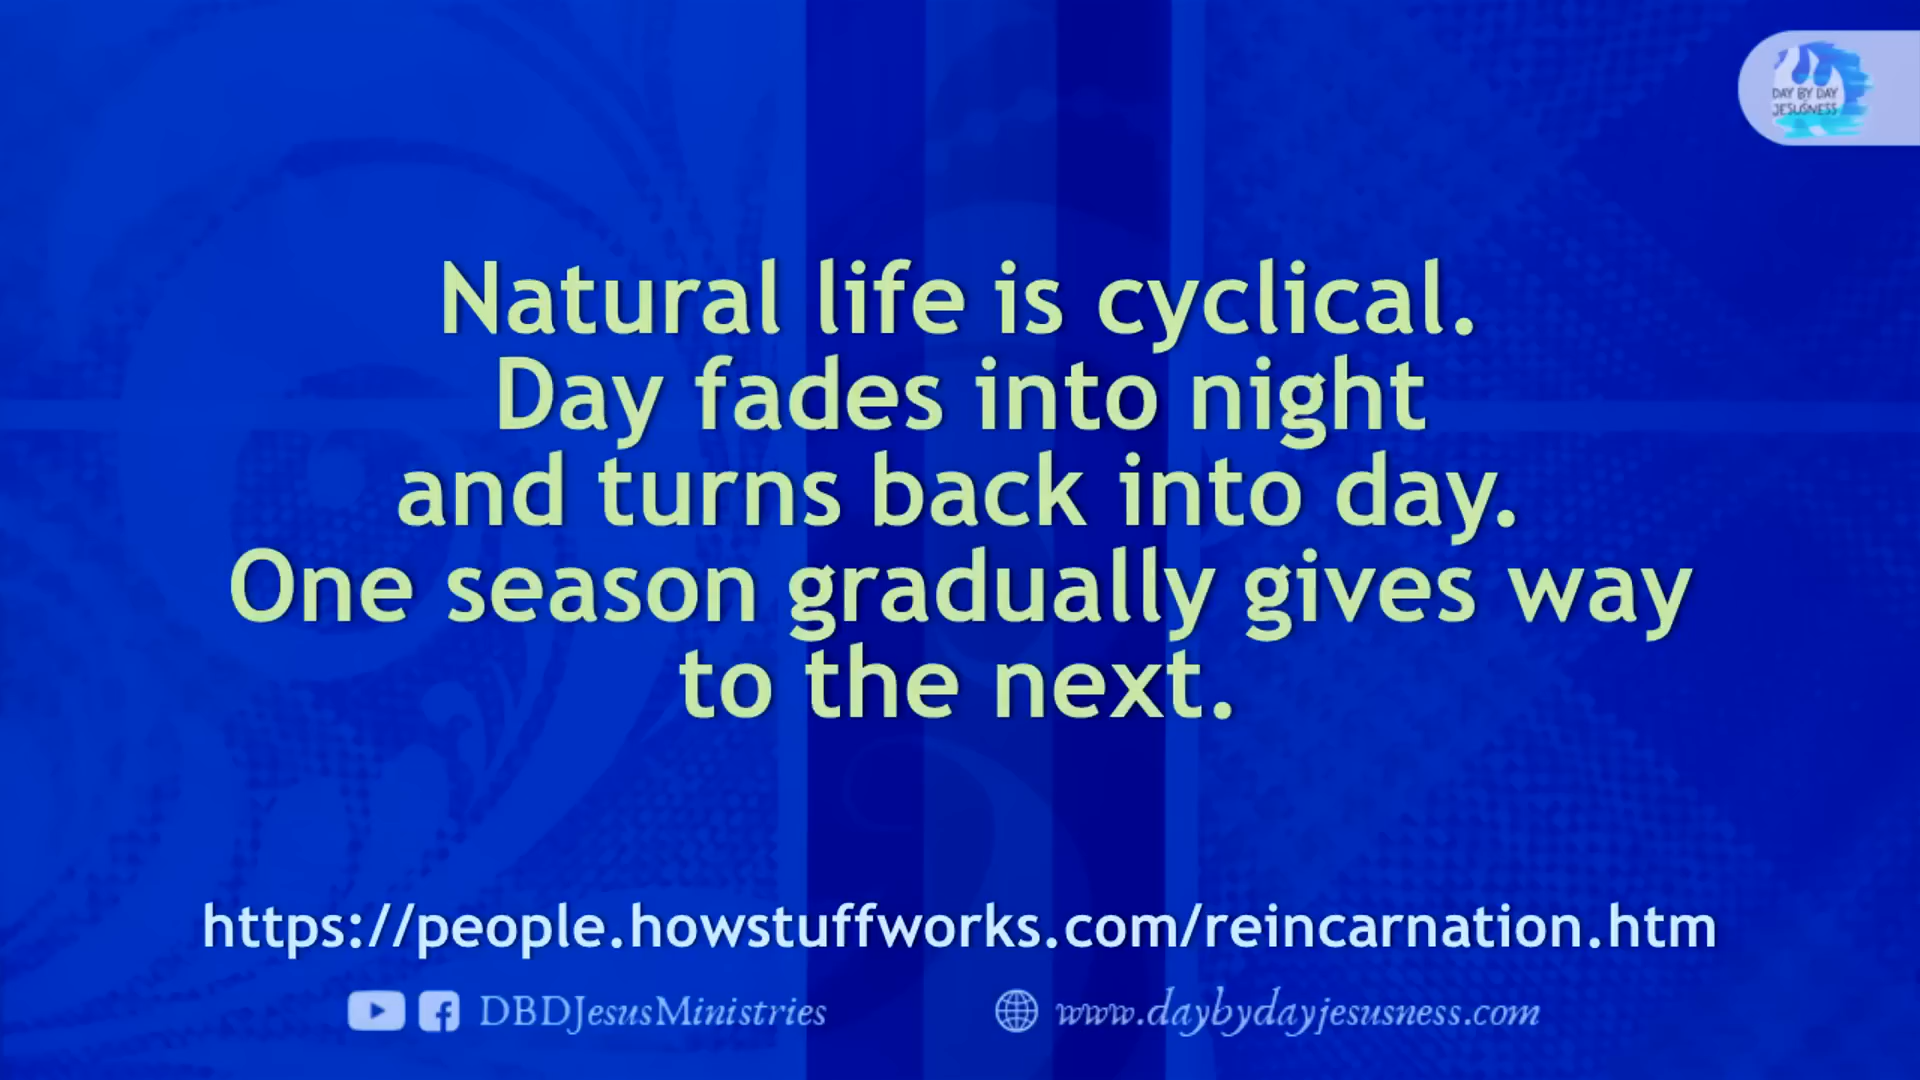 DAY BY DAY
JESUSNESS
Natural life is cyclical.
Day fades into night
and turns back into day.
One season gradually gives way
to the next.
https://people.howstuffworks.com/reincarnation.htm
DBDJesusMinistries
www.daybydayjesusness.com